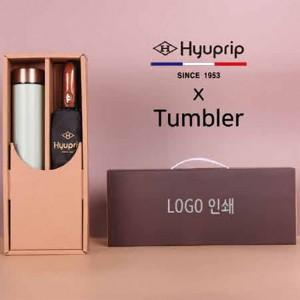 Hyuprip
SINCE 1953
x
Tumbler
Hyuprip
LOGO 인쇄